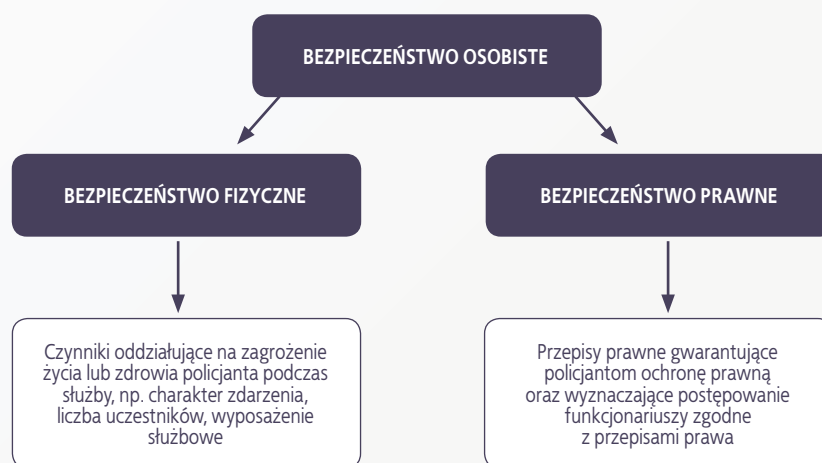 BEZPIECZEŃSTWO OSOBISTE
BEZPIECZEŃSTWO FIZYCZNE
BEZPIECZEŃSTWO PRAWNE
Czynniki oddziałujące na zagrożenie
życia lub zdrowia policjanta podczas
służby, np. charakter zdarzenia,
liczba uczestników, wyposażenie
służbowe
Przepisy prawne gwarantujące
policjantom ochronę prawną
oraz wyznaczające postępowanie
funkcjonariuszy zgodne
z przepisami prawa